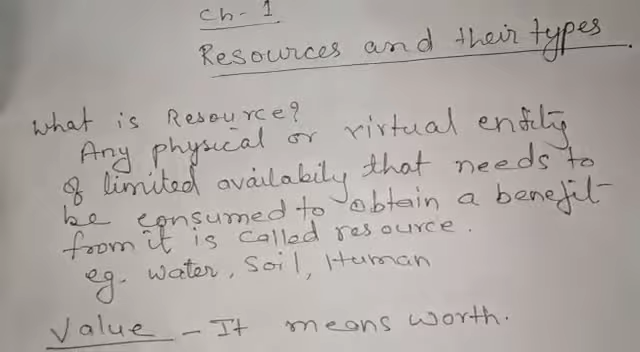 Ch-1
Resources and their types.
What is Resource?
Any physical or virtual entity
of limited availabily that needs to
be consumed to obtain a benefit
from it is called resource.
eg. Water, Soil, Human
Value - It means worth.